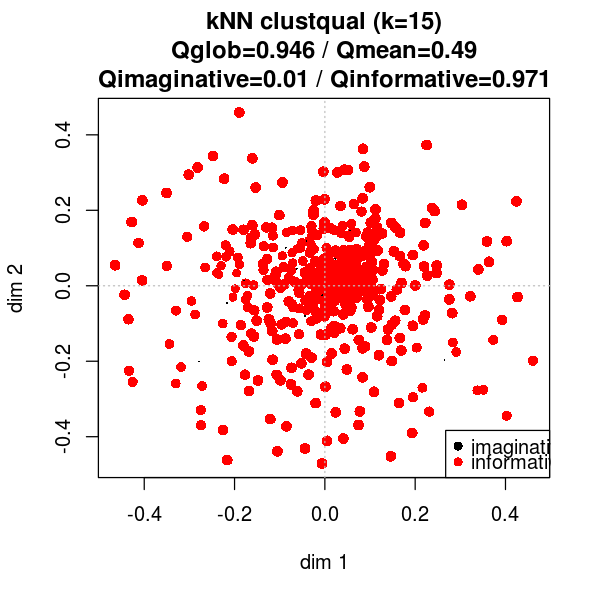 kNN clustqual (k=15)
Qglob=0.946 / Qmean=0.49
Qimaginative=0.01 / Qinformative=0.971
dim 2
0.4
0.2
0.0
-0.2
-0.4
imaginati
informati
-0.4 -0.2 0.0 0.2 0.4
dim 1